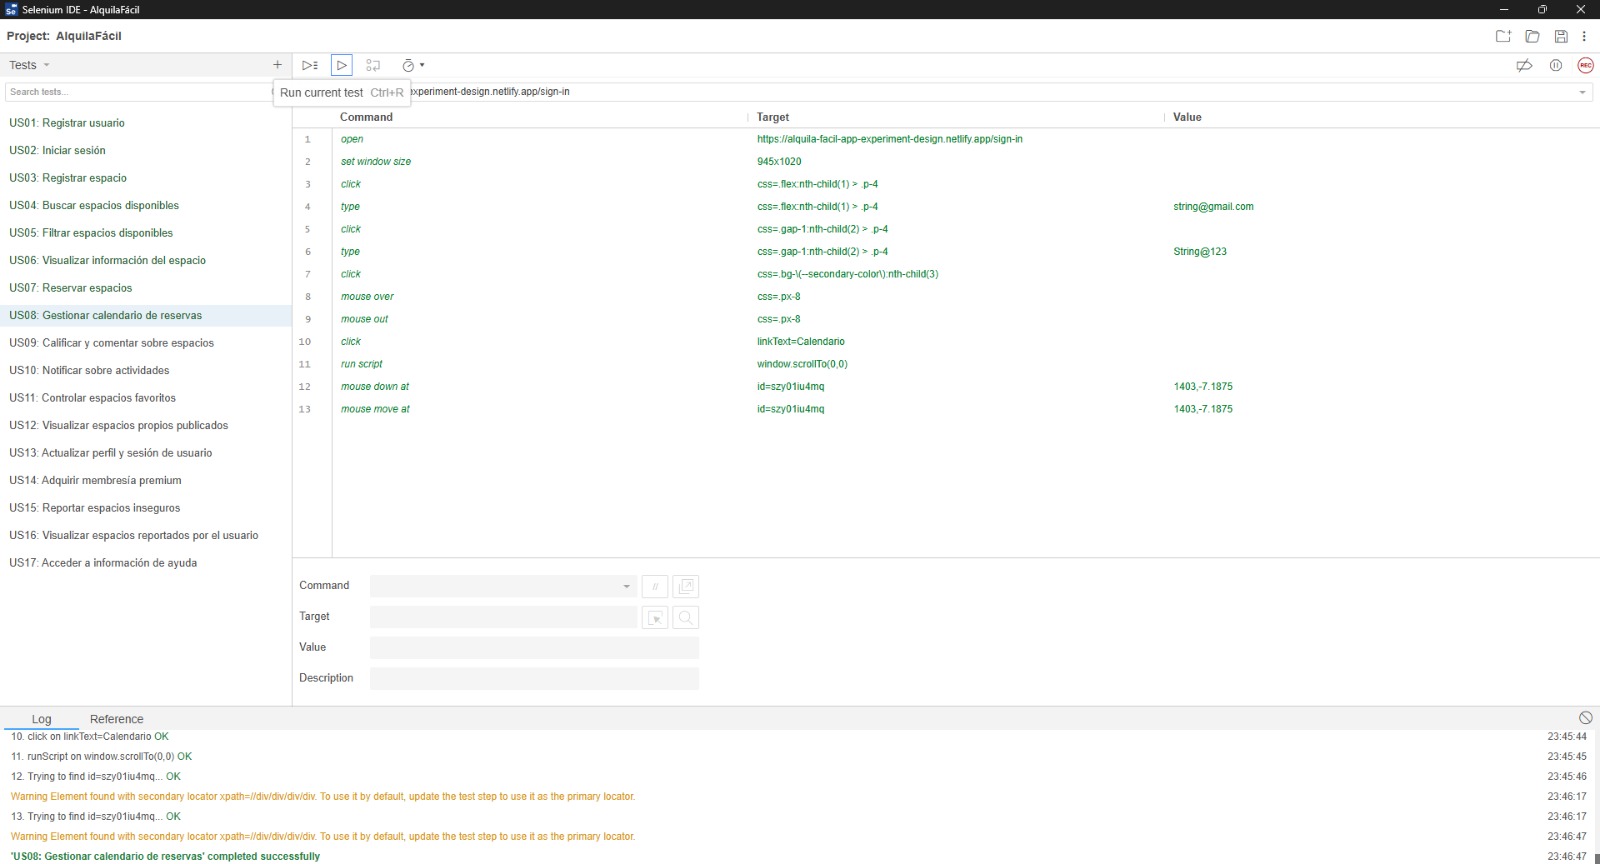 Selenium IDE - AlquilaFácil
Project: AlquilaFácil
Tests
Search tests...
Run current test Ctrl+R
experiment-design.netlify.app/sign-in
REC
US01: Registrar usuario
US02: Iniciar sesión
US03: Registrar espacio
US04: Buscar espacios disponibles
US05: Filtrar espacios disponibles
US06: Visualizar información del espacio
US07: Reservar espacios
US08: Gestionar calendario de reservas
US09: Calificar y comentar sobre espacios
US10: Notificar sobre actividades
US11: Controlar espacios favoritos
US12: Visualizar espacios propios publicados
US13: Actualizar perfil y sesión de usuario
US14: Adquirir membresía premium
US15: Reportar espacios inseguros
US16: Visualizar espacios reportados por el usuario
US17: Acceder a información de ayuda
Command Target Value
1 open https://alquila-facil-app-experiment-design.netlify.app/sign-in
2 set window size 945x1020
3 click css=.flex:nth-child(1) > .p-4
4 type css=.flex:nth-child(1) > .p-4 string@gmail.com
5 click css=.gap-1:nth-child(2) > .p-4
6 type css=.gap-1:nth-child(2) > .p-4 String@123
7 click css=.bg-\(--secondary-color\):nth-child(3)
8 mouse over css=.px-8
9 mouse out css=.px-8
10 click linkText=Calendario
11 run script window.scrollTo(0,0)
12 mouse down at id=szy01iu4mq 1403,-7.1875
13 mouse move at id=szy01iu4mq 1403,-7.1875
Command //
Target
Value
Description
Log Reference
10. click on linkText=Calendario OK 23:45:44
11. runScript on window.scrollTo(0,0) OK 23:45:45
12. Trying to find id=szy01iu4mq... OK 23:45:46
Warning Element found with secondary locator xpath=//div/div/div/div. To use it by default, update the test step to use it as the primary locator. 23:46:17
13. Trying to find id=szy01iu4mq... OK 23:46:17
Warning Element found with secondary locator xpath=//div/div/div/div. To use it by default, update the test step to use it as the primary locator. 23:46:47
'US08: Gestionar calendario de reservas' completed successfully 23:46:47